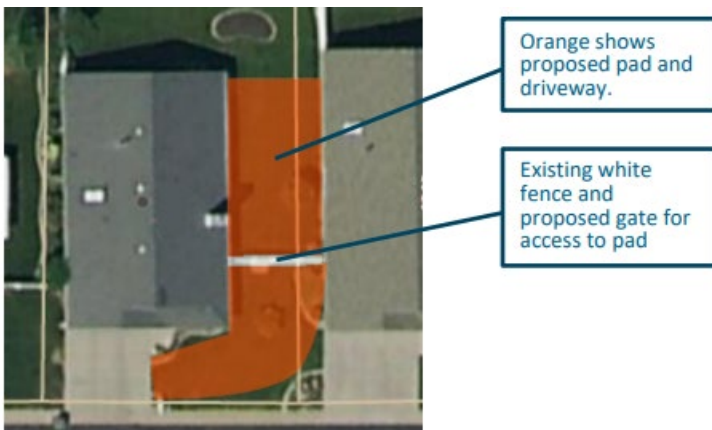 Orange shows
proposed pad and
driveway.
Existing white
fence and
proposed gate for
access to pad